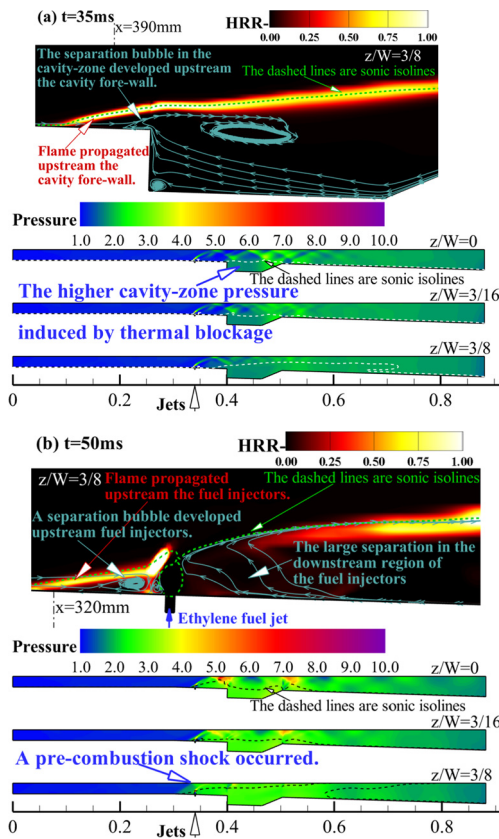 (a) t=35ms
HRR
0.00 0.25 0.50 0.75 1.00
x=390mm
z/W=3/8
The separation bubble in the
cavity-zone developed upstream
the cavity fore-wall.
The dashed lines are sonic isolines
Flame propagated
upstream the
cavity fore-wall.
Pressure
1.0 2.0 3.0 4.0 5.0 6.0 7.0 8.0 9.0 10.0
z/W=0
The dashed lines are sonic isolines
The higher cavity-zone pressure
z/W=3/16
induced by thermal blockage
z/W=3/8
0 0.2 0.4 0.6 0.8
Jets
(b) t=50ms
HRR
0.00 0.25 0.50 0.75 1.00
z/W=3/8
Flame propagated
upstream the fuel injectors.
The dashed lines are sonic isolines
A separation bubble developed
upstream fuel injectors.
The large separation in the
downstream region of
the fuel injectors
x=320mm
Ethylene fuel jet
Pressure
1.0 2.0 3.0 4.0 5.0 6.0 7.0 8.0 9.0 10.0
z/W=0
The dashed lines are sonic isolines
z/W=3/16
A pre-combustion shock occurred.
z/W=3/8
0 0.2 0.4 0.6 0.8
Jets